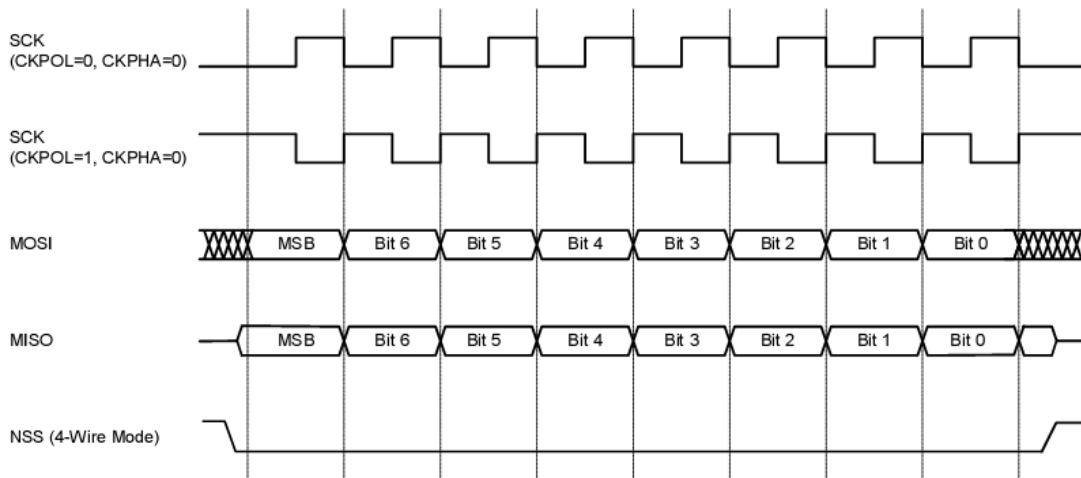 SCK
(CKPOL=0, CKPHA=0)
SCK
(CKPOL=1, CKPHA=0)
MOSI MSB Bit 6 Bit 5 Bit 4 Bit 3 Bit 2 Bit 1 Bit 0
MISO MSB Bit 6 Bit 5 Bit 4 Bit 3 Bit 2 Bit 1 Bit 0
NSS (4-Wire Mode)